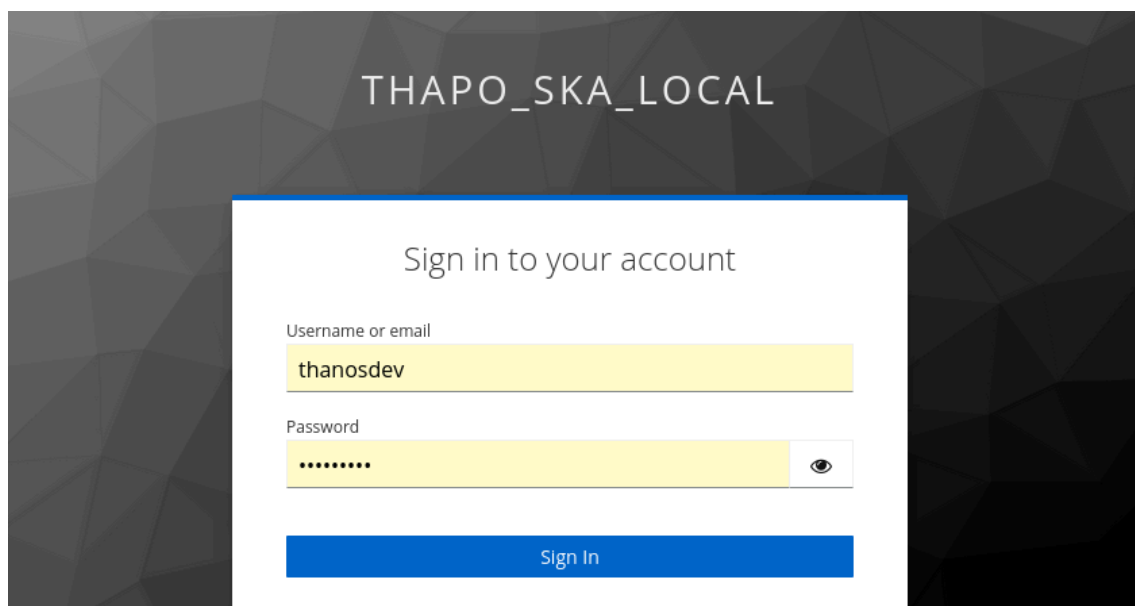 THAPO_SKA_LOCAL
Sign in to your account
Username or email
thanosdev
Password
•••••••••
Sign In